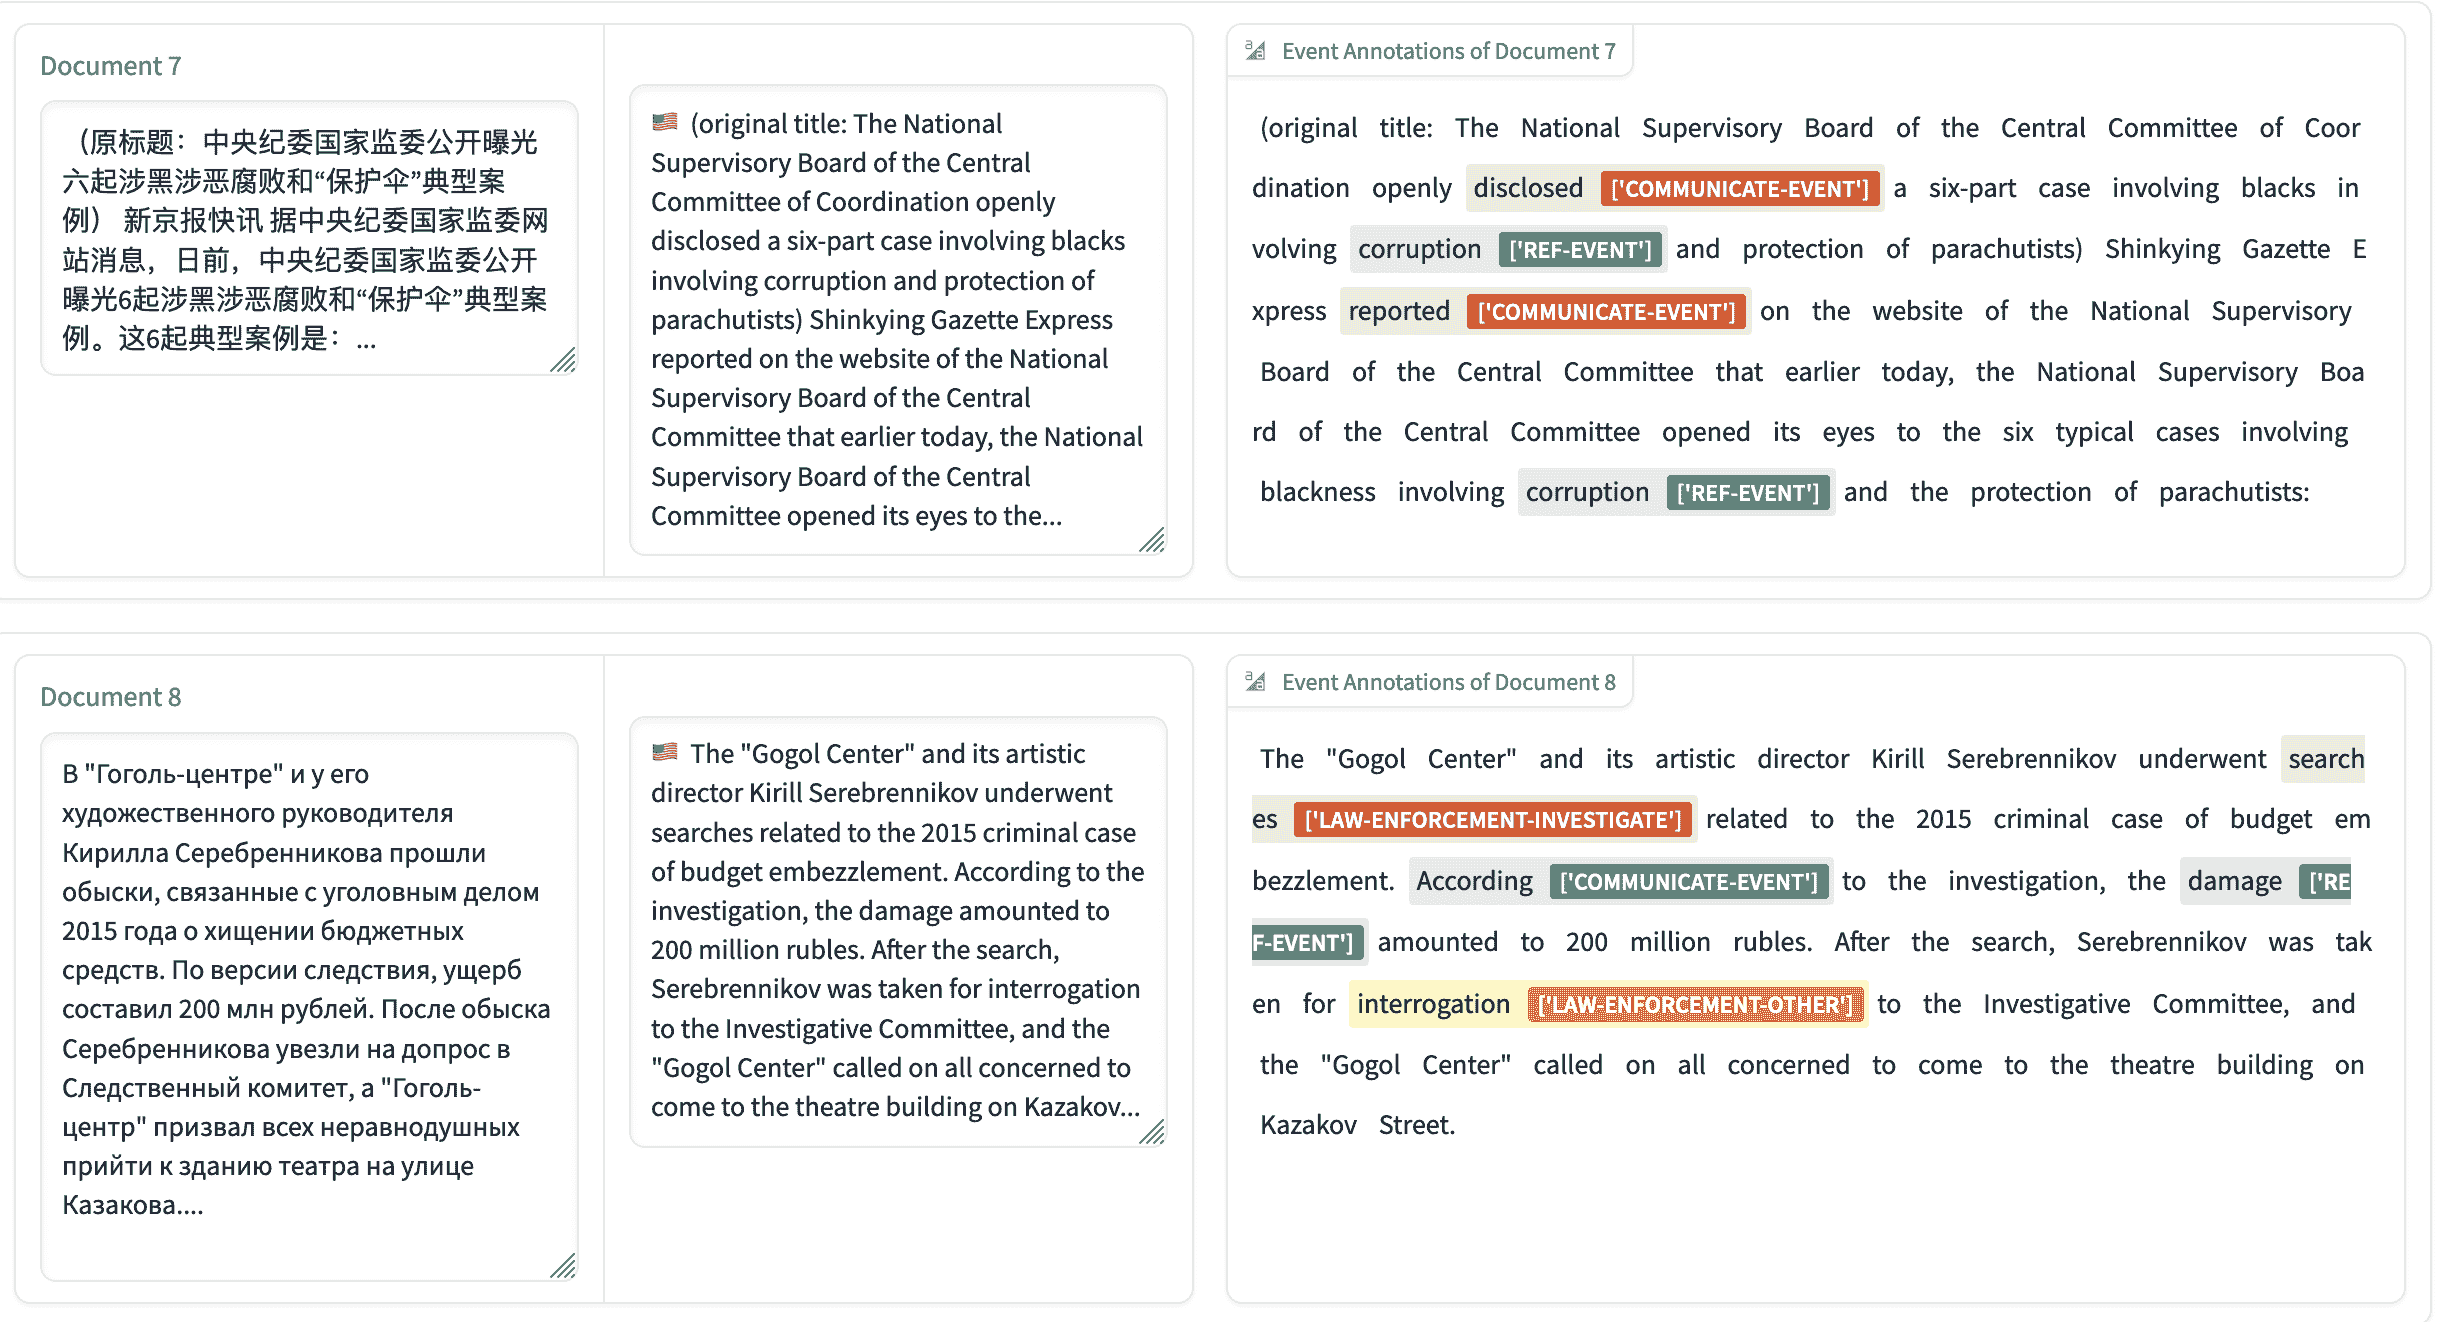 Document 7
（原标题：中央纪委国家监委公开曝光
六起涉黑涉恶腐败和“保护伞”典型案
例） 新京报快讯 据中央纪委国家监委网
站消息，日前，中央纪委国家监委公开
曝光6起涉黑涉恶腐败和“保护伞”典型案
例。这6起典型案例是：...
(original title: The National
Supervisory Board of the Central
Committee of Coordination openly
disclosed a six-part case involving blacks
involving corruption and protection of
parachutists) Shinkying Gazette Express
reported on the website of the National
Supervisory Board of the Central
Committee that earlier today, the National
Supervisory Board of the Central
Committee opened its eyes to the...
Event Annotations of Document 7
(original title: The National Supervisory Board of the Central Committee of Coor
dination openly disclosed ['COMMUNICATE-EVENT'] a six-part case involving blacks in
volving corruption ['REF-EVENT'] and protection of parachutists) Shinkying Gazette E
xpress reported ['COMMUNICATE-EVENT'] on the website of the National Supervisory
Board of the Central Committee that earlier today, the National Supervisory Boa
rd of the Central Committee opened its eyes to the six typical cases involving
blackness involving corruption ['REF-EVENT'] and the protection of parachutists:
Document 8
В "Гоголь-центре" и у его
художественного руководителя
Кирилла Серебренникова прошли
обыски, связанные с уголовным делом
2015 года о хищении бюджетных
средств. По версии следствия, ущерб
составил 200 млн рублей. После обыска
Серебренникова увезли на допрос в
Следственный комитет, а "Гоголь-
центр" призвал всех неравнодушных
прийти к зданию театра на улице
Казакова....
The "Gogol Center" and its artistic
director Kirill Serebrennikov underwent
searches related to the 2015 criminal case
of budget embezzlement. According to the
investigation, the damage amounted to
200 million rubles. After the search,
Serebrennikov was taken for interrogation
to the Investigative Committee, and the
"Gogol Center" called on all concerned to
come to the theatre building on Kazakov...
Event Annotations of Document 8
The "Gogol Center" and its artistic director Kirill Serebrennikov underwent search
es ['LAW-ENFORCEMENT-INVESTIGATE'] related to the 2015 criminal case of budget em
bezzlement. According ['COMMUNICATE-EVENT'] to the investigation, the damage ['RE
F-EVENT'] amounted to 200 million rubles. After the search, Serebrennikov was tak
en for interrogation ['LAW-ENFORCEMENT-OTHER'] to the Investigative Committee, and
the "Gogol Center" called on all concerned to come to the theatre building on
Kazakov Street.